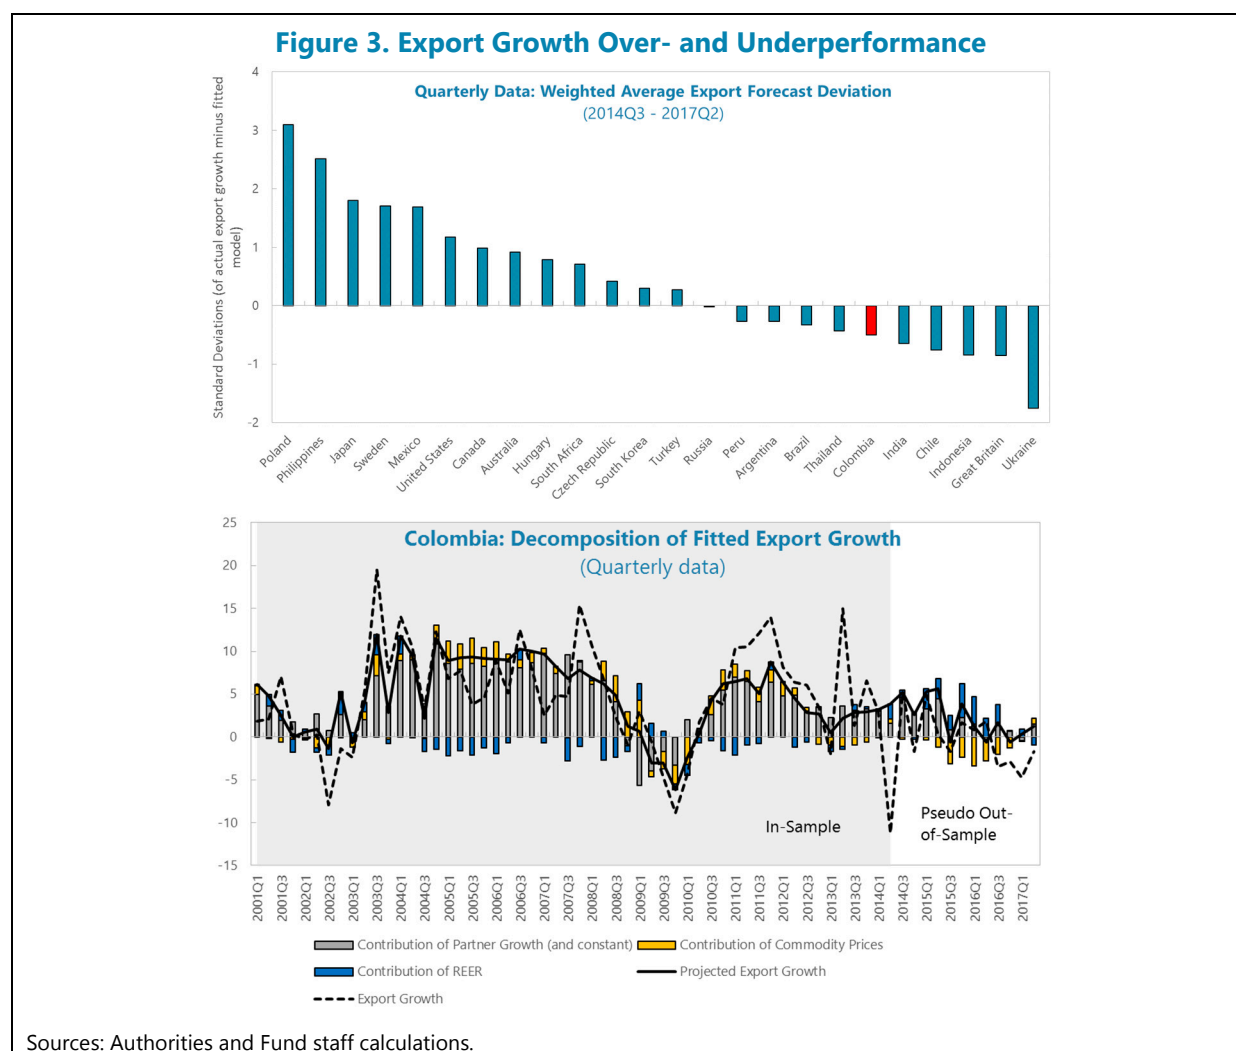 Figure 3. Export Growth Over- and Underperformance
Quarterly Data: Weighted Average Export Forecast Deviation
(2014Q3 - 2017Q2)
Standard Deviations (of actual export growth minus fitted
model)
4
3
2
1
0
-1
-2
Poland
Philippines
Japan
Sweden
Mexico
United States
Canada
Australia
Hungary
South Africa
Czech Republic
South Korea
Turkey
Russia
Peru
Argentina
Brazil
Thailand
Colombia
India
Chile
Indonesia
Great Britain
Ukraine
Colombia: Decomposition of Fitted Export Growth
(Quarterly data)
25
20
15
10
5
0
-5
-10
-15
In-Sample
Pseudo Out-
of-Sample
2001Q1
2001Q3
2002Q1
2002Q3
2003Q1
2003Q3
2004Q1
2004Q3
2005Q1
2005Q3
2006Q1
2006Q3
2007Q1
2007Q3
2008Q1
2008Q3
2009Q1
2009Q3
2010Q1
2010Q3
2011Q1
2011Q3
2012Q1
2012Q3
2013Q1
2013Q3
2014Q1
2014Q3
2015Q1
2015Q3
2016Q1
2016Q3
2017Q1
Contribution of Partner Growth (and constant)
Contribution of Commodity Prices
Contribution of REER
Projected Export Growth
Export Growth
Sources: Authorities and Fund staff calculations.